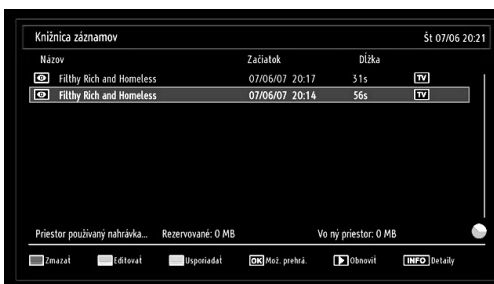 Knižnica záznamov Št 07/06 20:21
Názov Začiatok Dĺžka
Filthy Rich and Homeless 07/06/07 20:17 31s TV
Filthy Rich and Homeless 07/06/07 20:14 56s TV
Priestor používaný nahrávka... Rezervované: 0 MB Vo ný priestor: 0 MB
Zmazať Editovať Usporiadať OK Mož. prehrá. Obnoviť INFO Detaily